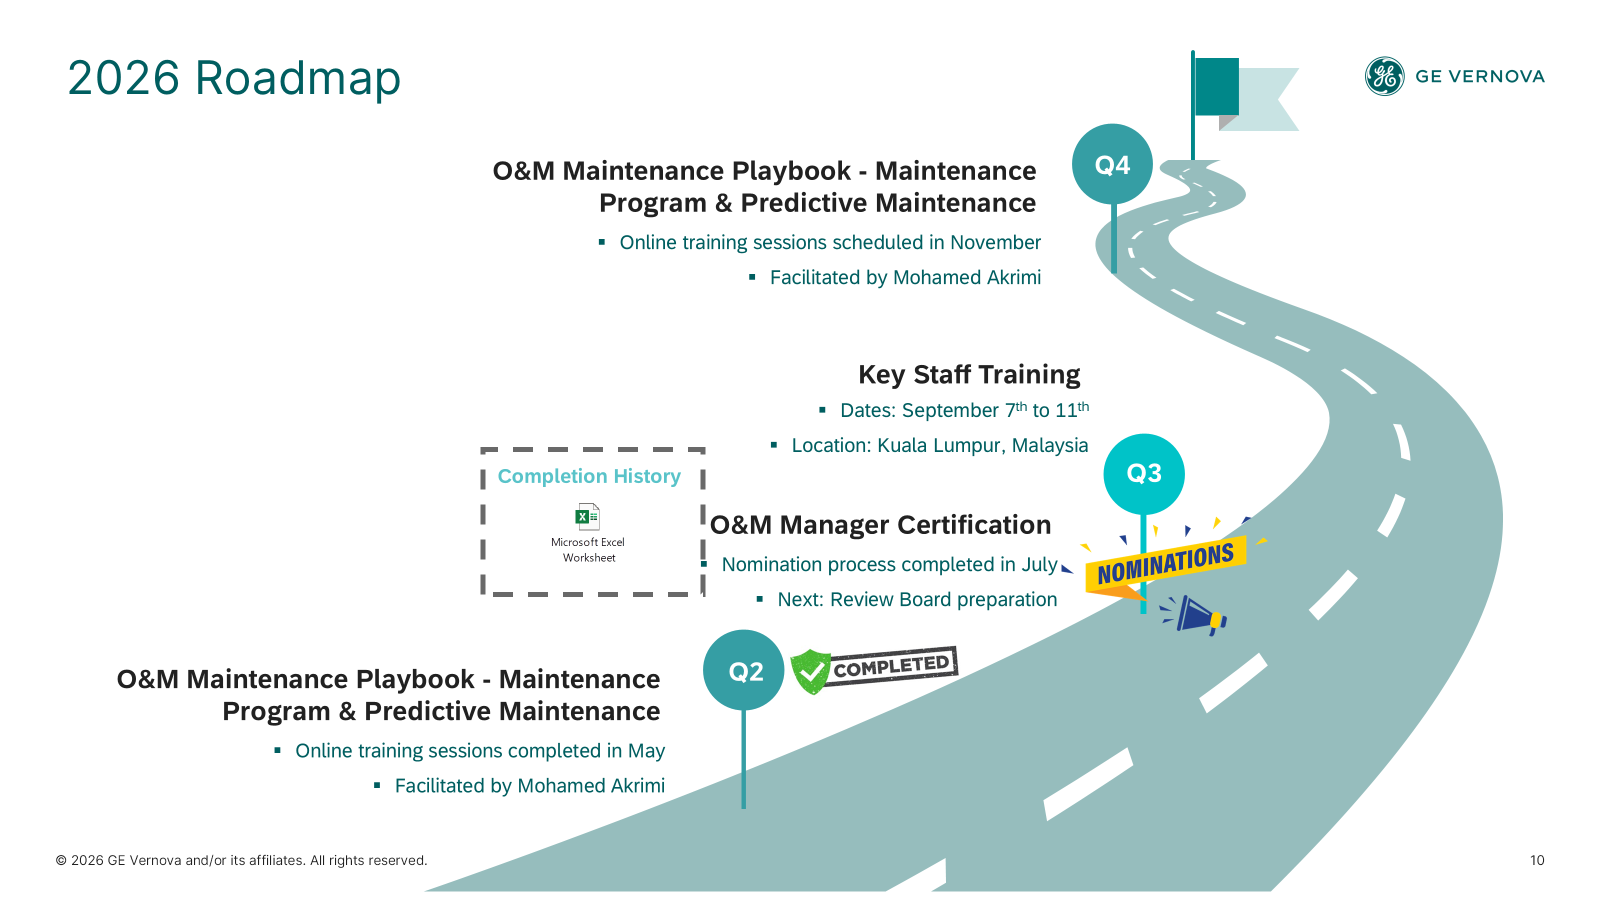 2026 Roadmap
GE VERNOVA
Q4
O&M Maintenance Playbook - Maintenance
Program & Predictive Maintenance
▪ Online training sessions scheduled in November
▪ Facilitated by Mohamed Akrimi
Key Staff Training
▪ Dates: September 7th to 11th
▪ Location: Kuala Lumpur, Malaysia
Q3
Completion History
Microsoft Excel
Worksheet
O&M Manager Certification
▪ Nomination process completed in July
▪ Next: Review Board preparation
NOMINATIONS
Q2
COMPLETED
O&M Maintenance Playbook - Maintenance
Program & Predictive Maintenance
▪ Online training sessions completed in May
▪ Facilitated by Mohamed Akrimi
© 2026 GE Vernova and/or its affiliates. All rights reserved.
10